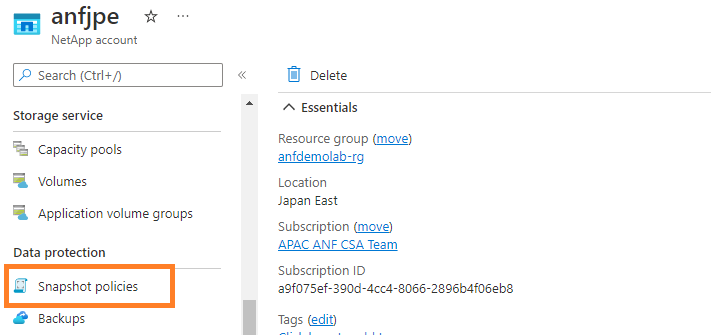 anfjpe
NetApp account
Search (Ctrl+/)
Storage service
Capacity pools
Volumes
Application volume groups
Data protection
Snapshot policies
Backups
Delete
Essentials
Resource group (move)
anfdemolab-rg
Location
Japan East
Subscription (move)
APAC ANF CSA Team
Subscription ID
a9f075ef-390d-4cc4-8066-2896b4f06eb8
Tags (edit)